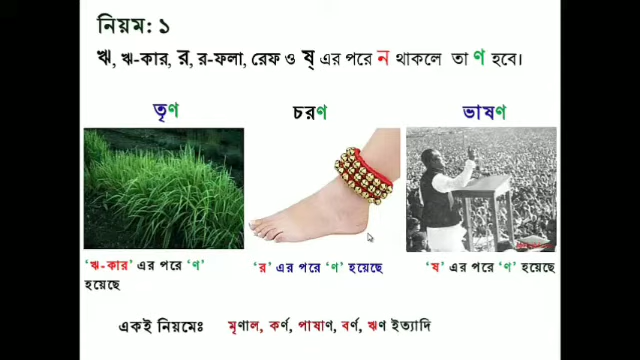 নিয়ম: ১
ঋ, ঋ-কার, র, র-ফলা, রেফ ও ষ্ এর পরে ন থাকলে তা ণ হবে।
তৃণ
চরণ
ভাষণ
‘ঋ-কার’ এর পরে ‘ণ’
হয়েছে
‘র’ এর পরে ‘ণ’ হয়েছে
‘ষ’ এর পরে ‘ণ’ হয়েছে
একই নিয়মেঃ মৃণাল, কর্ণ, পাষাণ, বর্ণ, ঋণ ইত্যাদি